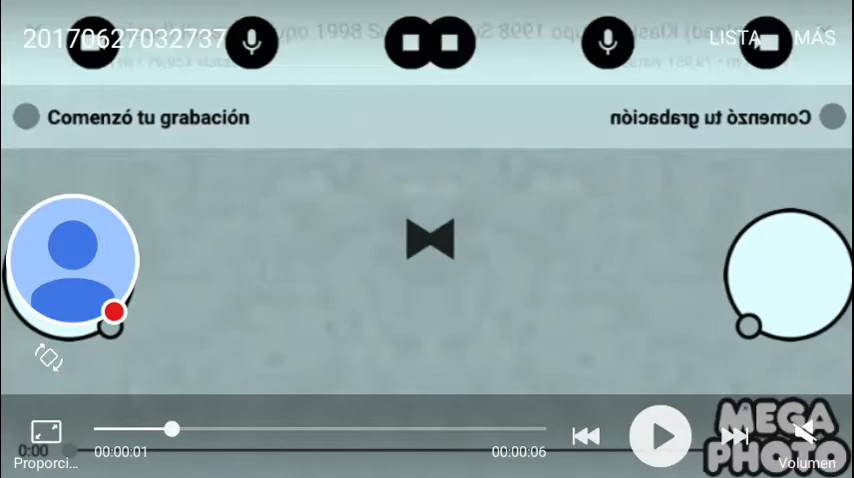 20170627032737
LISTA
MÁS
Comenzó tu grabación
Comenzó tu grabación
0:00
00:00:01
00:00:06
Proporci...
Volumen
MEGA
PHOTO